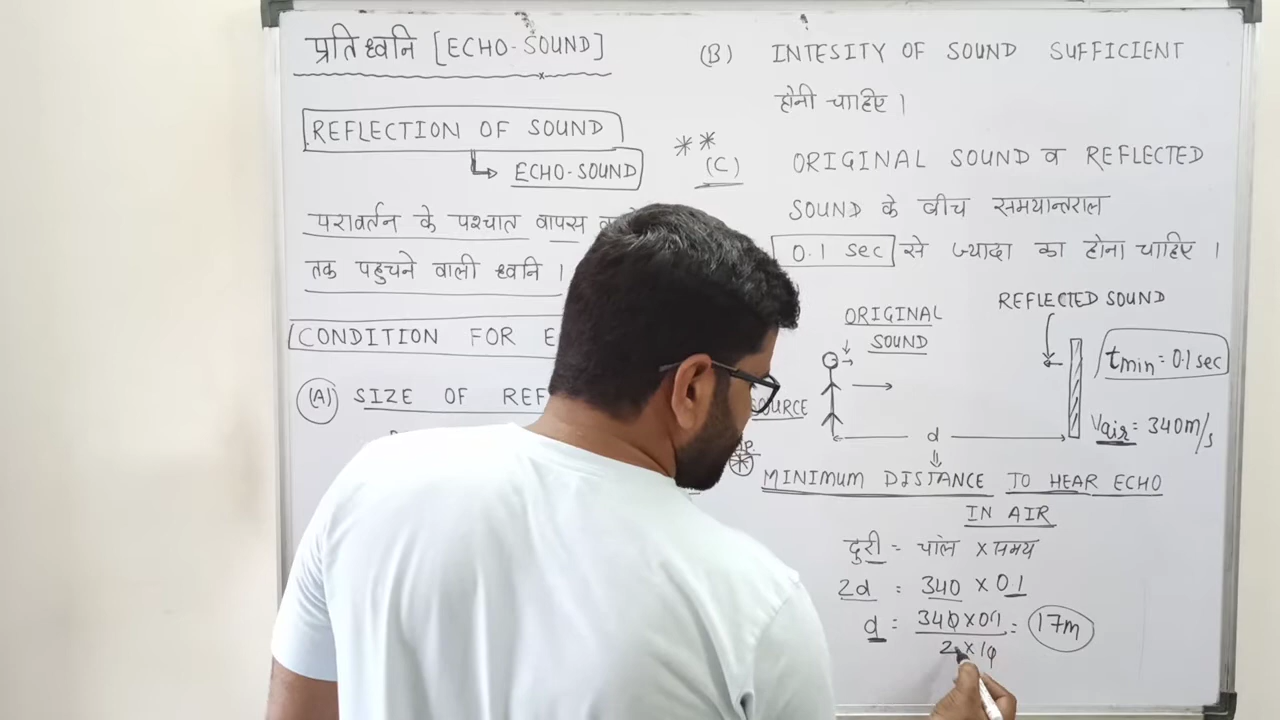 प्रतिध्वनि [ECHO-SOUND]
REFLECTION OF SOUND
ECHO-SOUND
परावर्तन के पश्चात वापस
तक पहुचने वाली ध्वनि ।
CONDITION FOR E
(A) SIZE OF REF
(B) INTESITY OF SOUND SUFFICIENT
होनी चाहिए ।
** (C) ORIGINAL SOUND व REFLECTED
SOUND के बीच समयान्तराल
0.1 sec से ज्यादा का होना चाहिए ।
REFLECTED SOUND
ORIGINAL
SOUND
tmin = 0.1 sec
SOURCE
Vair = 340m/s
d
MINIMUM DISTANCE TO HEAR ECHO
IN AIR
दुरी = चाल × समय
2d = 340 × 0.1
d = 340×01 = 17m
2×10